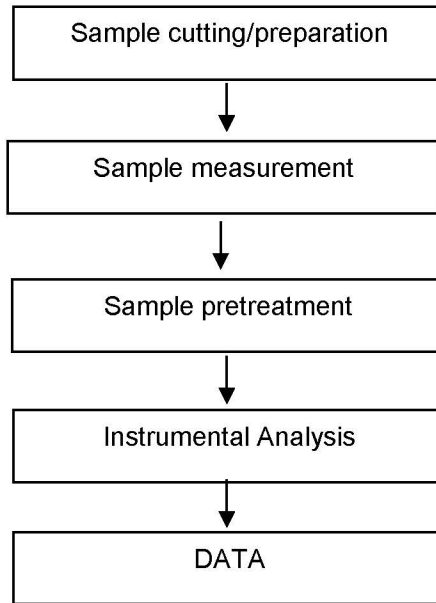 Sample cutting/preparation
Sample measurement
Sample pretreatment
Instrumental Analysis
DATA